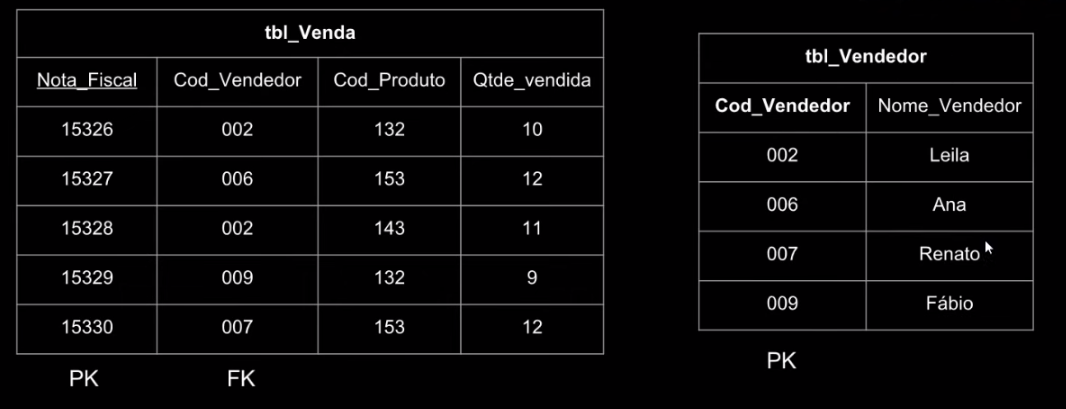 tbl_Venda
Nota_Fiscal Cod_Vendedor Cod_Produto Qtde_vendida
15326 002 132 10
15327 006 153 12
15328 002 143 11
15329 009 132 9
15330 007 153 12
PK FK
tbl_Vendedor
Cod_Vendedor Nome_Vendedor
002 Leila
006 Ana
007 Renato
009 Fábio
PK